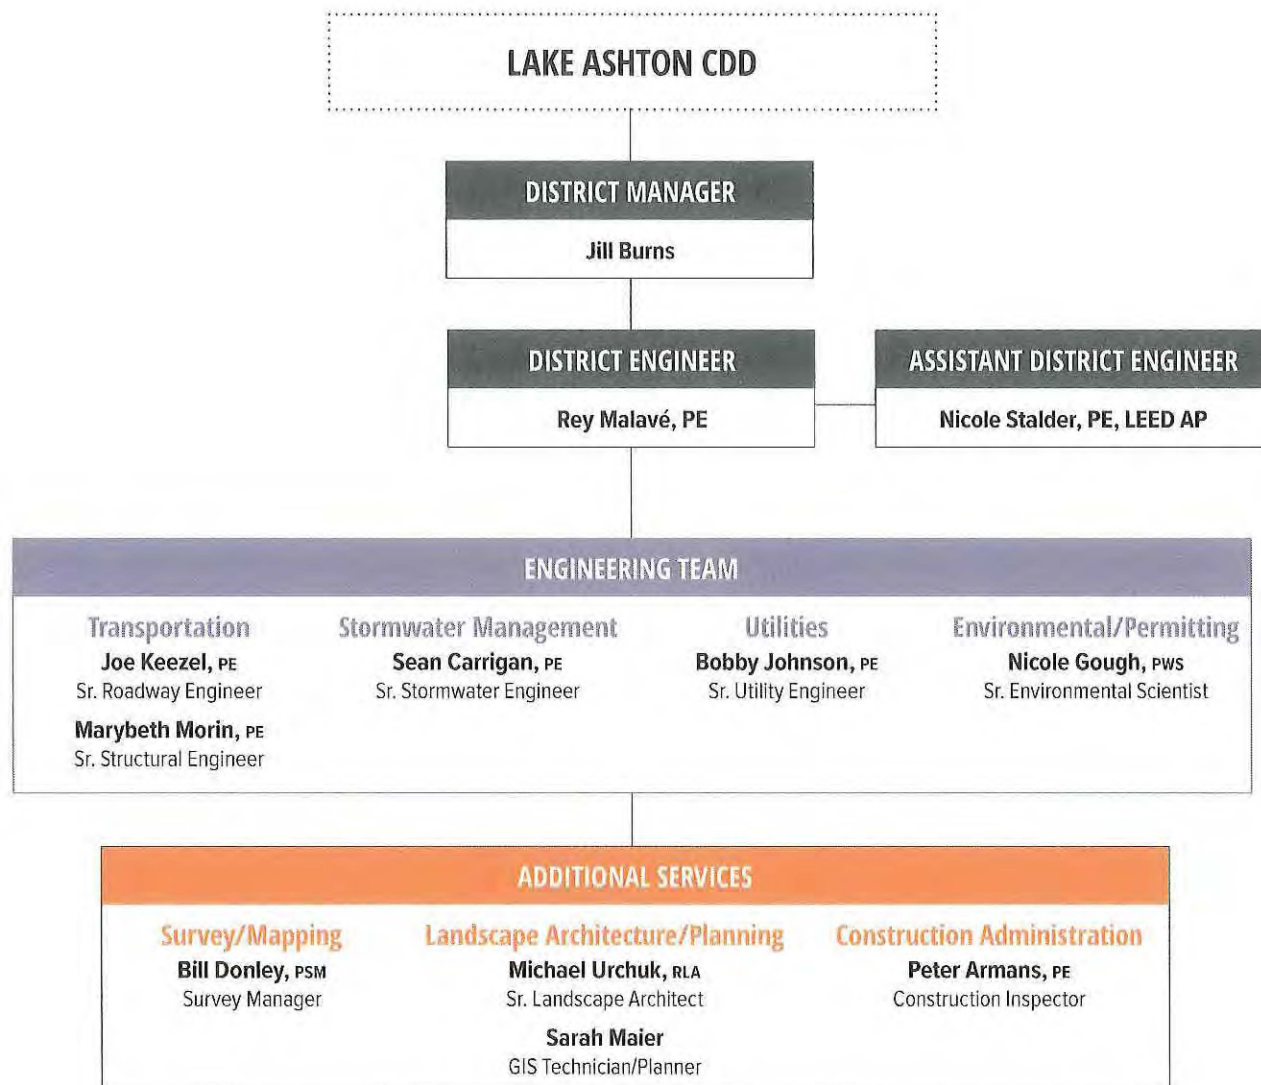 LAKE ASHTON CDD
DISTRICT MANAGER
Jill Burns
DISTRICT ENGINEER
Rey Malavé, PE
ASSISTANT DISTRICT ENGINEER
Nicole Stalder, PE, LEED AP
ENGINEERING TEAM
Transportation
Joe Keezel, PE
Sr. Roadway Engineer
Marybeth Morin, PE
Sr. Structural Engineer
Stormwater Management
Sean Carrigan, PE
Sr. Stormwater Engineer
Utilities
Bobby Johnson, PE
Sr. Utility Engineer
Environmental/Permitting
Nicole Gough, PWS
Sr. Environmental Scientist
ADDITIONAL SERVICES
Survey/Mapping
Bill Donley, PSM
Survey Manager
Landscape Architecture/Planning
Michael Urchuk, RLA
Sr. Landscape Architect
Sarah Maier
GIS Technician/Planner
Construction Administration
Peter Armans, PE
Construction Inspector